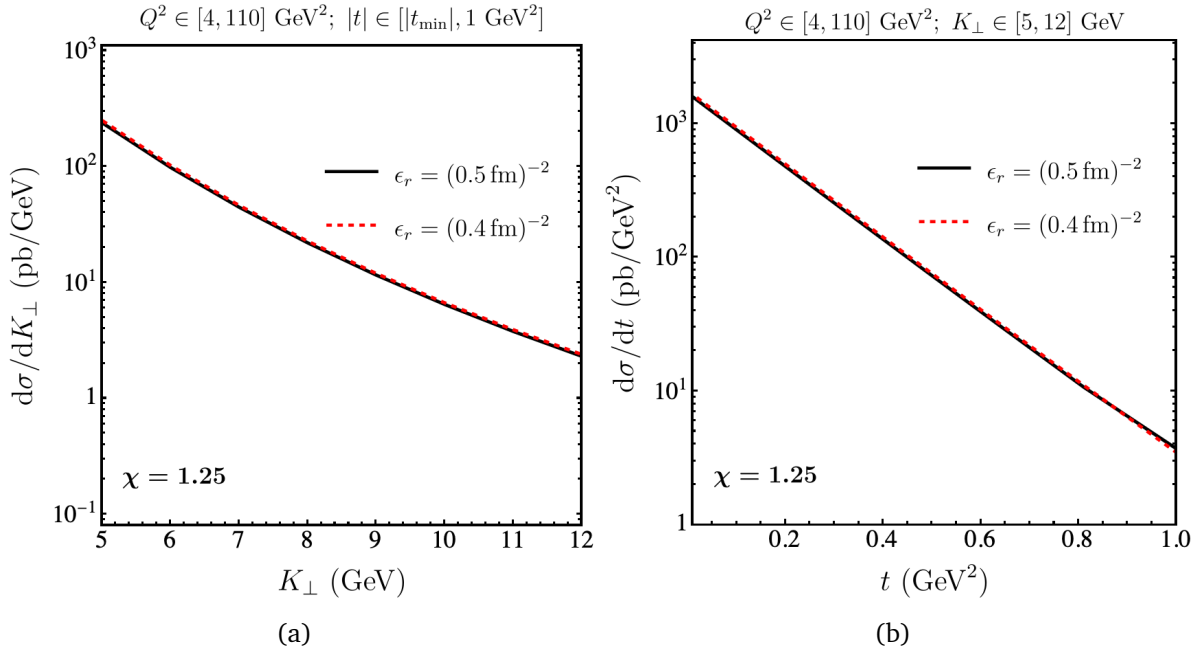 Q² ∈ [4, 110] GeV²; |t| ∈ [|t_min|, 1 GeV²]
10³
10²
10¹
1
10⁻¹
dσ/dK⊥ (pb/GeV)
ϵ_r = (0.5 fm)⁻²
ϵ_r = (0.4 fm)⁻²
χ = 1.25
5 6 7 8 9 10 11 12
K⊥ (GeV)
(a)
Q² ∈ [4, 110] GeV²; K⊥ ∈ [5, 12] GeV
10³
10²
10¹
1
dσ/dt (pb/GeV²)
ϵ_r = (0.5 fm)⁻²
ϵ_r = (0.4 fm)⁻²
χ = 1.25
0.2 0.4 0.6 0.8 1.0
t (GeV²)
(b)